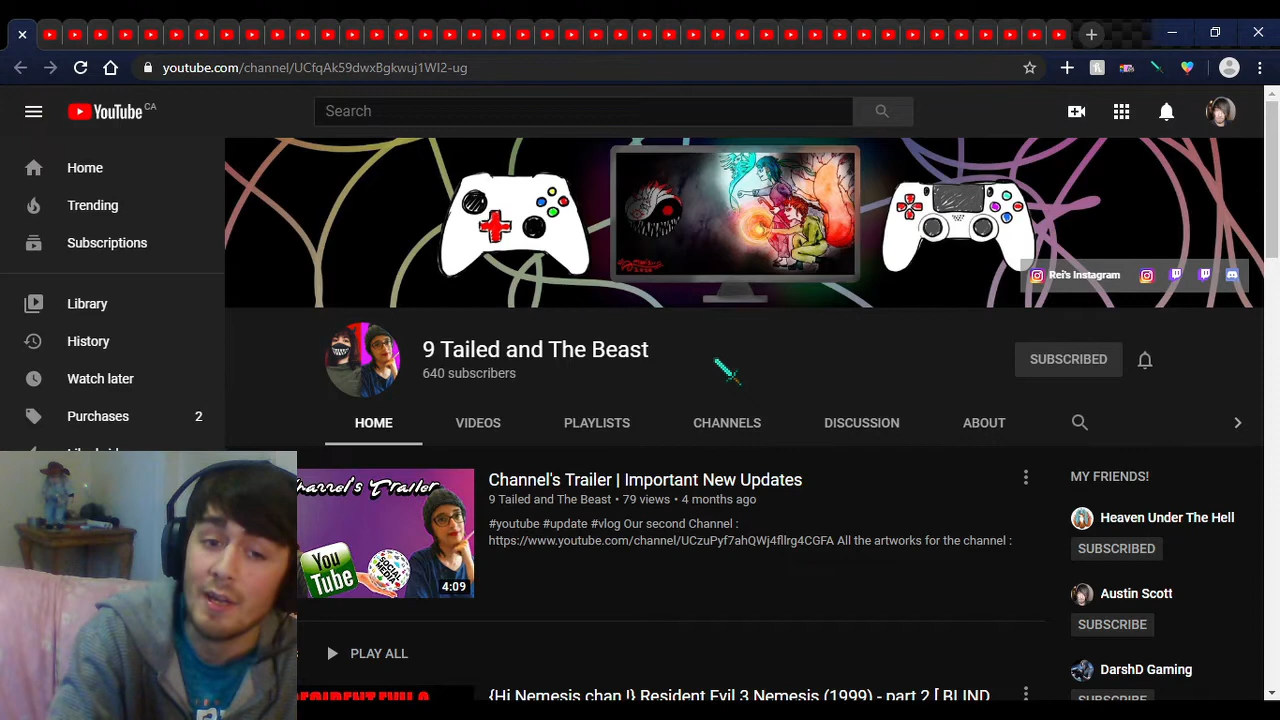 youtube.com/channel/UCfqAk59dwxBgkwuj1WI2-ug
YouTube CA
Search
Home
Trending
Subscriptions
Library
History
Watch later
Purchases 2
Rei's Instagram
9 Tailed and The Beast
640 subscribers
SUBSCRIBED
HOME VIDEOS PLAYLISTS CHANNELS DISCUSSION ABOUT
Channel's Trailer
You
Tube
SOCIAL
MEDIA
4:09
Channel's Trailer | Important New Updates
9 Tailed and The Beast • 79 views • 4 months ago
#youtube #update #vlog Our second Channel :
https://www.youtube.com/channel/UCzuPyf7ahQWj4fllrg4CGFA All the artworks for the channel :
MY FRIENDS!
Heaven Under The Hell
SUBSCRIBED
Austin Scott
SUBSCRIBE
DarshD Gaming
SUBSCRIBE
PLAY ALL
{Hi Nemesis chan !} Resident Evil 3 Nemesis (1999) - part 2 [ BLIND